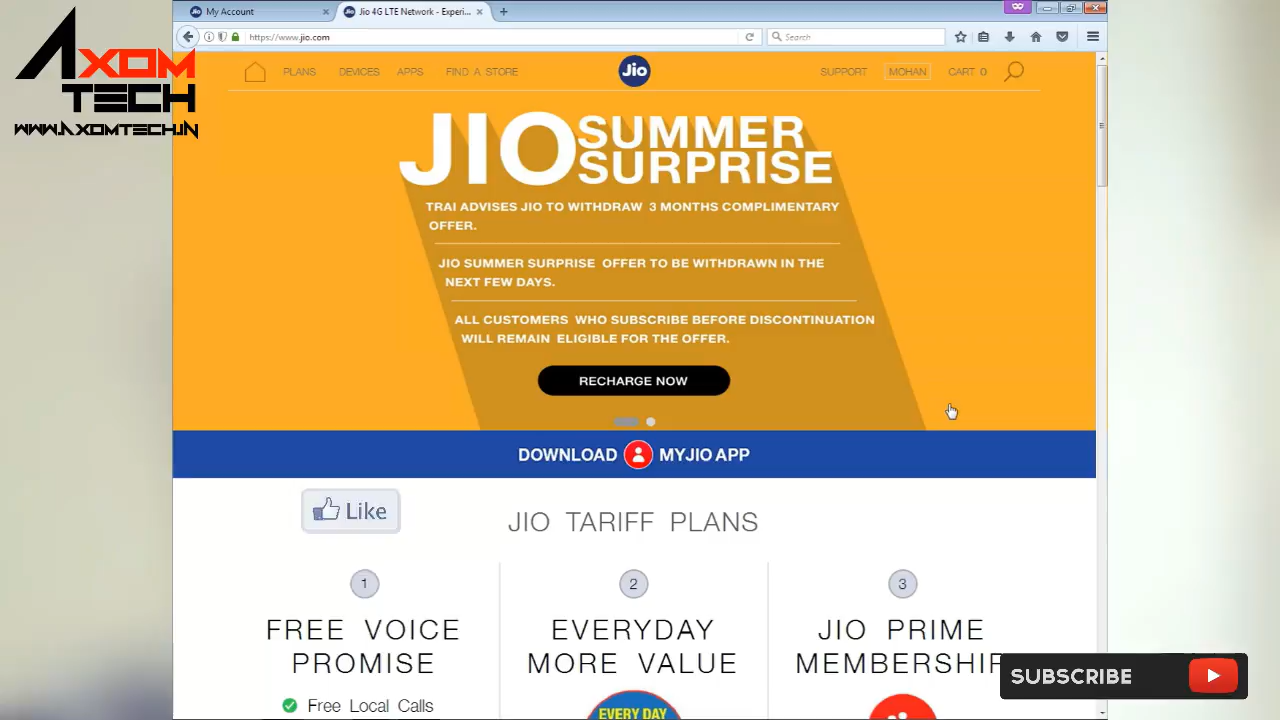 AXOM
TECH
WWW.AXOMTECH.IN
My Account
Jio 4G LTE Network - Experi...
https://www.jio.com
Search
PLANS
DEVICES
APPS
FIND A STORE
Jio
SUPPORT
MOHAN
CART 0
JIO SUMMER
SURPRISE
TRAI ADVISES JIO TO WITHDRAW 3 MONTHS COMPLIMENTARY
OFFER.
JIO SUMMER SURPRISE OFFER TO BE WITHDRAWN IN THE
NEXT FEW DAYS.
ALL CUSTOMERS WHO SUBSCRIBE BEFORE DISCONTINUATION
WILL REMAIN ELIGIBLE FOR THE OFFER.
RECHARGE NOW
DOWNLOAD MYJIO APP
Like
JIO TARIFF PLANS
1
FREE VOICE
PROMISE
Free Local Calls
2
EVERYDAY
MORE VALUE
EVERY DAY
3
JIO PRIME
MEMBERSHIP
SUBSCRIBE